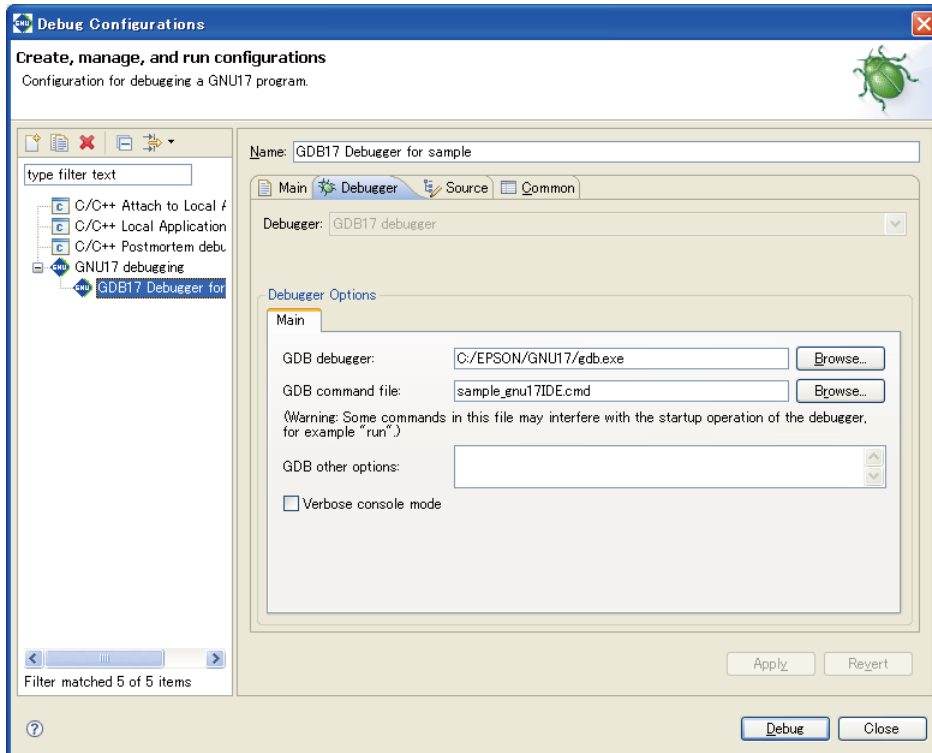 Debug Configurations
Create, manage, and run configurations
Configuration for debugging a GNU17 program.
type filter text
C/C++ Attach to Local
C/C++ Local Application
C/C++ Postmortem debu
GNU17 debugging
GDB17 Debugger for
Filter matched 5 of 5 items
Name: GDB17 Debugger for sample
Main Debugger Source Common
Debugger: GDB17 debugger
Debugger Options
Main
GDB debugger: C:/EPSON/GNU17/gdb.exe Browse...
GDB command file: sample_gnu17IDE.cmd Browse...
(Warning: Some commands in this file may interfere with the startup operation of the debugger,
for example "run".)
GDB other options:
Verbose console mode
Apply Revert
Debug Close